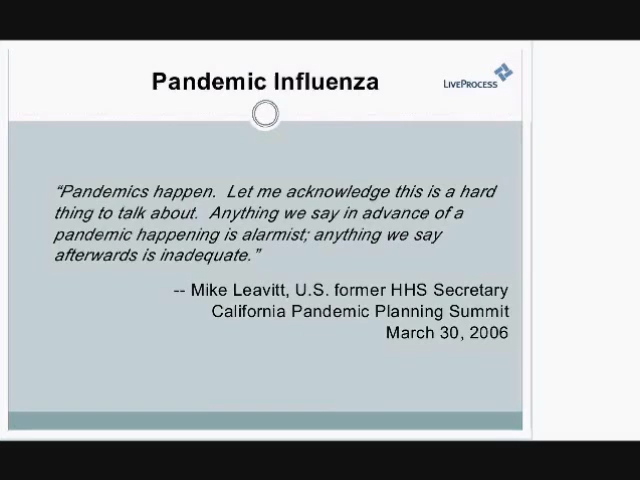 Pandemic Influenza
LIVEPROCESS
“Pandemics happen. Let me acknowledge this is a hard
thing to talk about. Anything we say in advance of a
pandemic happening is alarmist; anything we say
afterwards is inadequate.”
-- Mike Leavitt, U.S. former HHS Secretary
California Pandemic Planning Summit
March 30, 2006